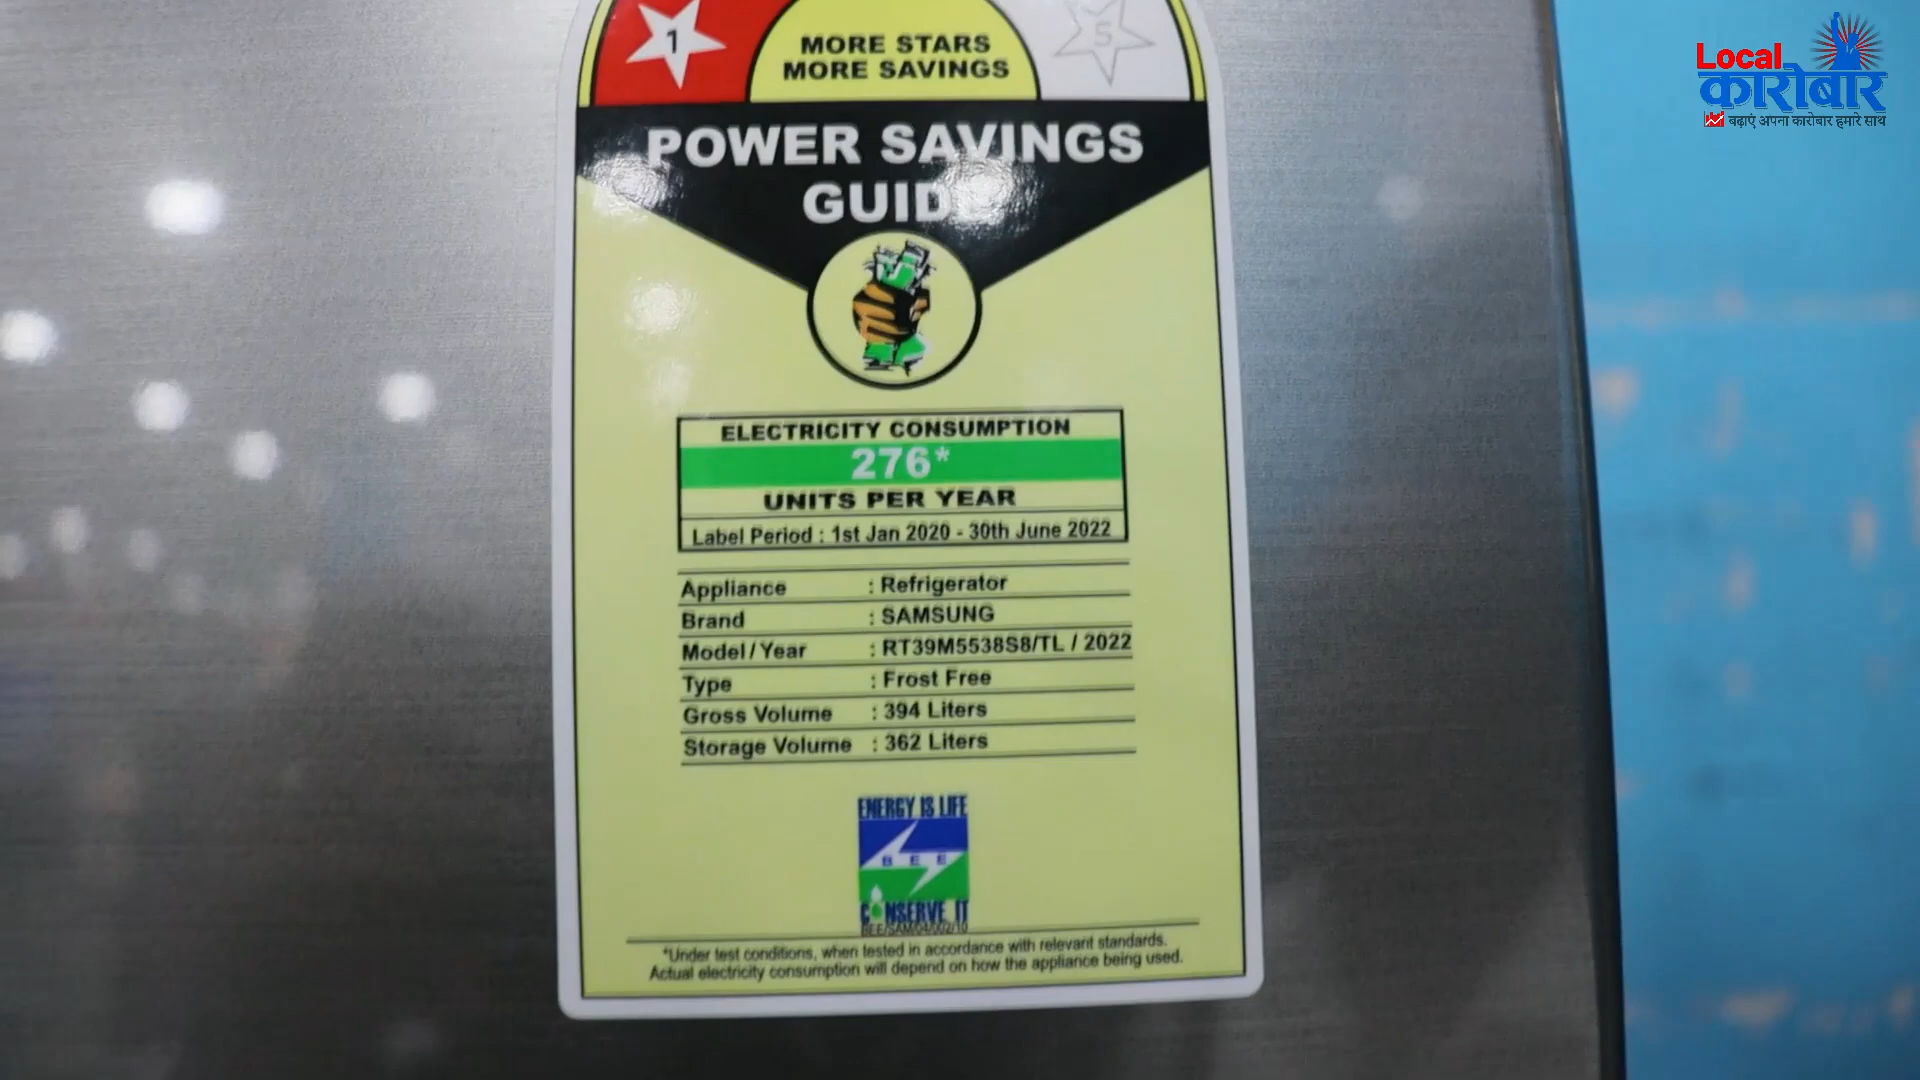 1
MORE STARS
MORE SAVINGS
5
Local
कारोबार
बढ़ाएं अपना कारोबार हमारे साथ
POWER SAVINGS
GUIDE
ELECTRICITY CONSUMPTION
276*
UNITS PER YEAR
Label Period : 1st Jan 2020 - 30th June 2022
Appliance : Refrigerator
Brand : SAMSUNG
Model / Year : RT39M5538S8/TL / 2022
Type : Frost Free
Gross Volume : 394 Liters
Storage Volume : 362 Liters
ENERGY IS LIFE
BEE
CONSERVE IT
*Under test conditions, when tested in accordance with relevant standards.
Actual electricity consumption will depend on how the appliance being used.